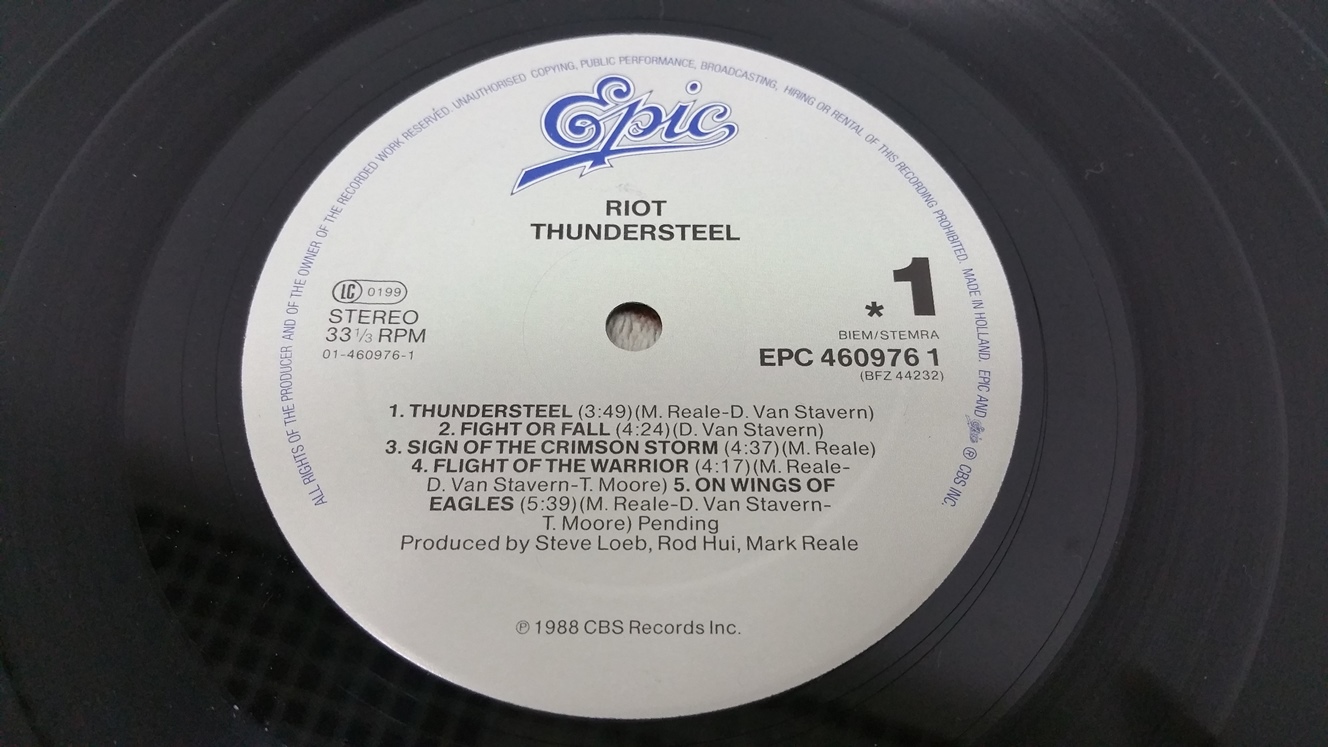 ALL RIGHTS OF THE PRODUCER AND OF THE OWNER OF THE RECORDED WORK RESERVED. UNAUTHORISED COPYING, PUBLIC PERFORMANCE, BROADCASTING, HIRING OR RENTAL OF THIS RECORDING PROHIBITED. MADE IN HOLLAND. EPIC AND Epic ® CBS INC.
Epic
RIOT
THUNDERSTEEL
LC 0199
STEREO
33 1/3 RPM
01-460976-1
* 1
BIEM/STEMRA
EPC 460976 1
(BFZ 44232)
1. THUNDERSTEEL (3:49)(M. Reale-D. Van Stavern)
2. FIGHT OR FALL (4:24)(D. Van Stavern)
3. SIGN OF THE CRIMSON STORM (4:37)(M. Reale)
4. FLIGHT OF THE WARRIOR (4:17)(M. Reale-
D. Van Stavern-T. Moore) 5. ON WINGS OF
EAGLES (5:39)(M. Reale-D. Van Stavern-
T. Moore) Pending
Produced by Steve Loeb, Rod Hui, Mark Reale
℗ 1988 CBS Records Inc.